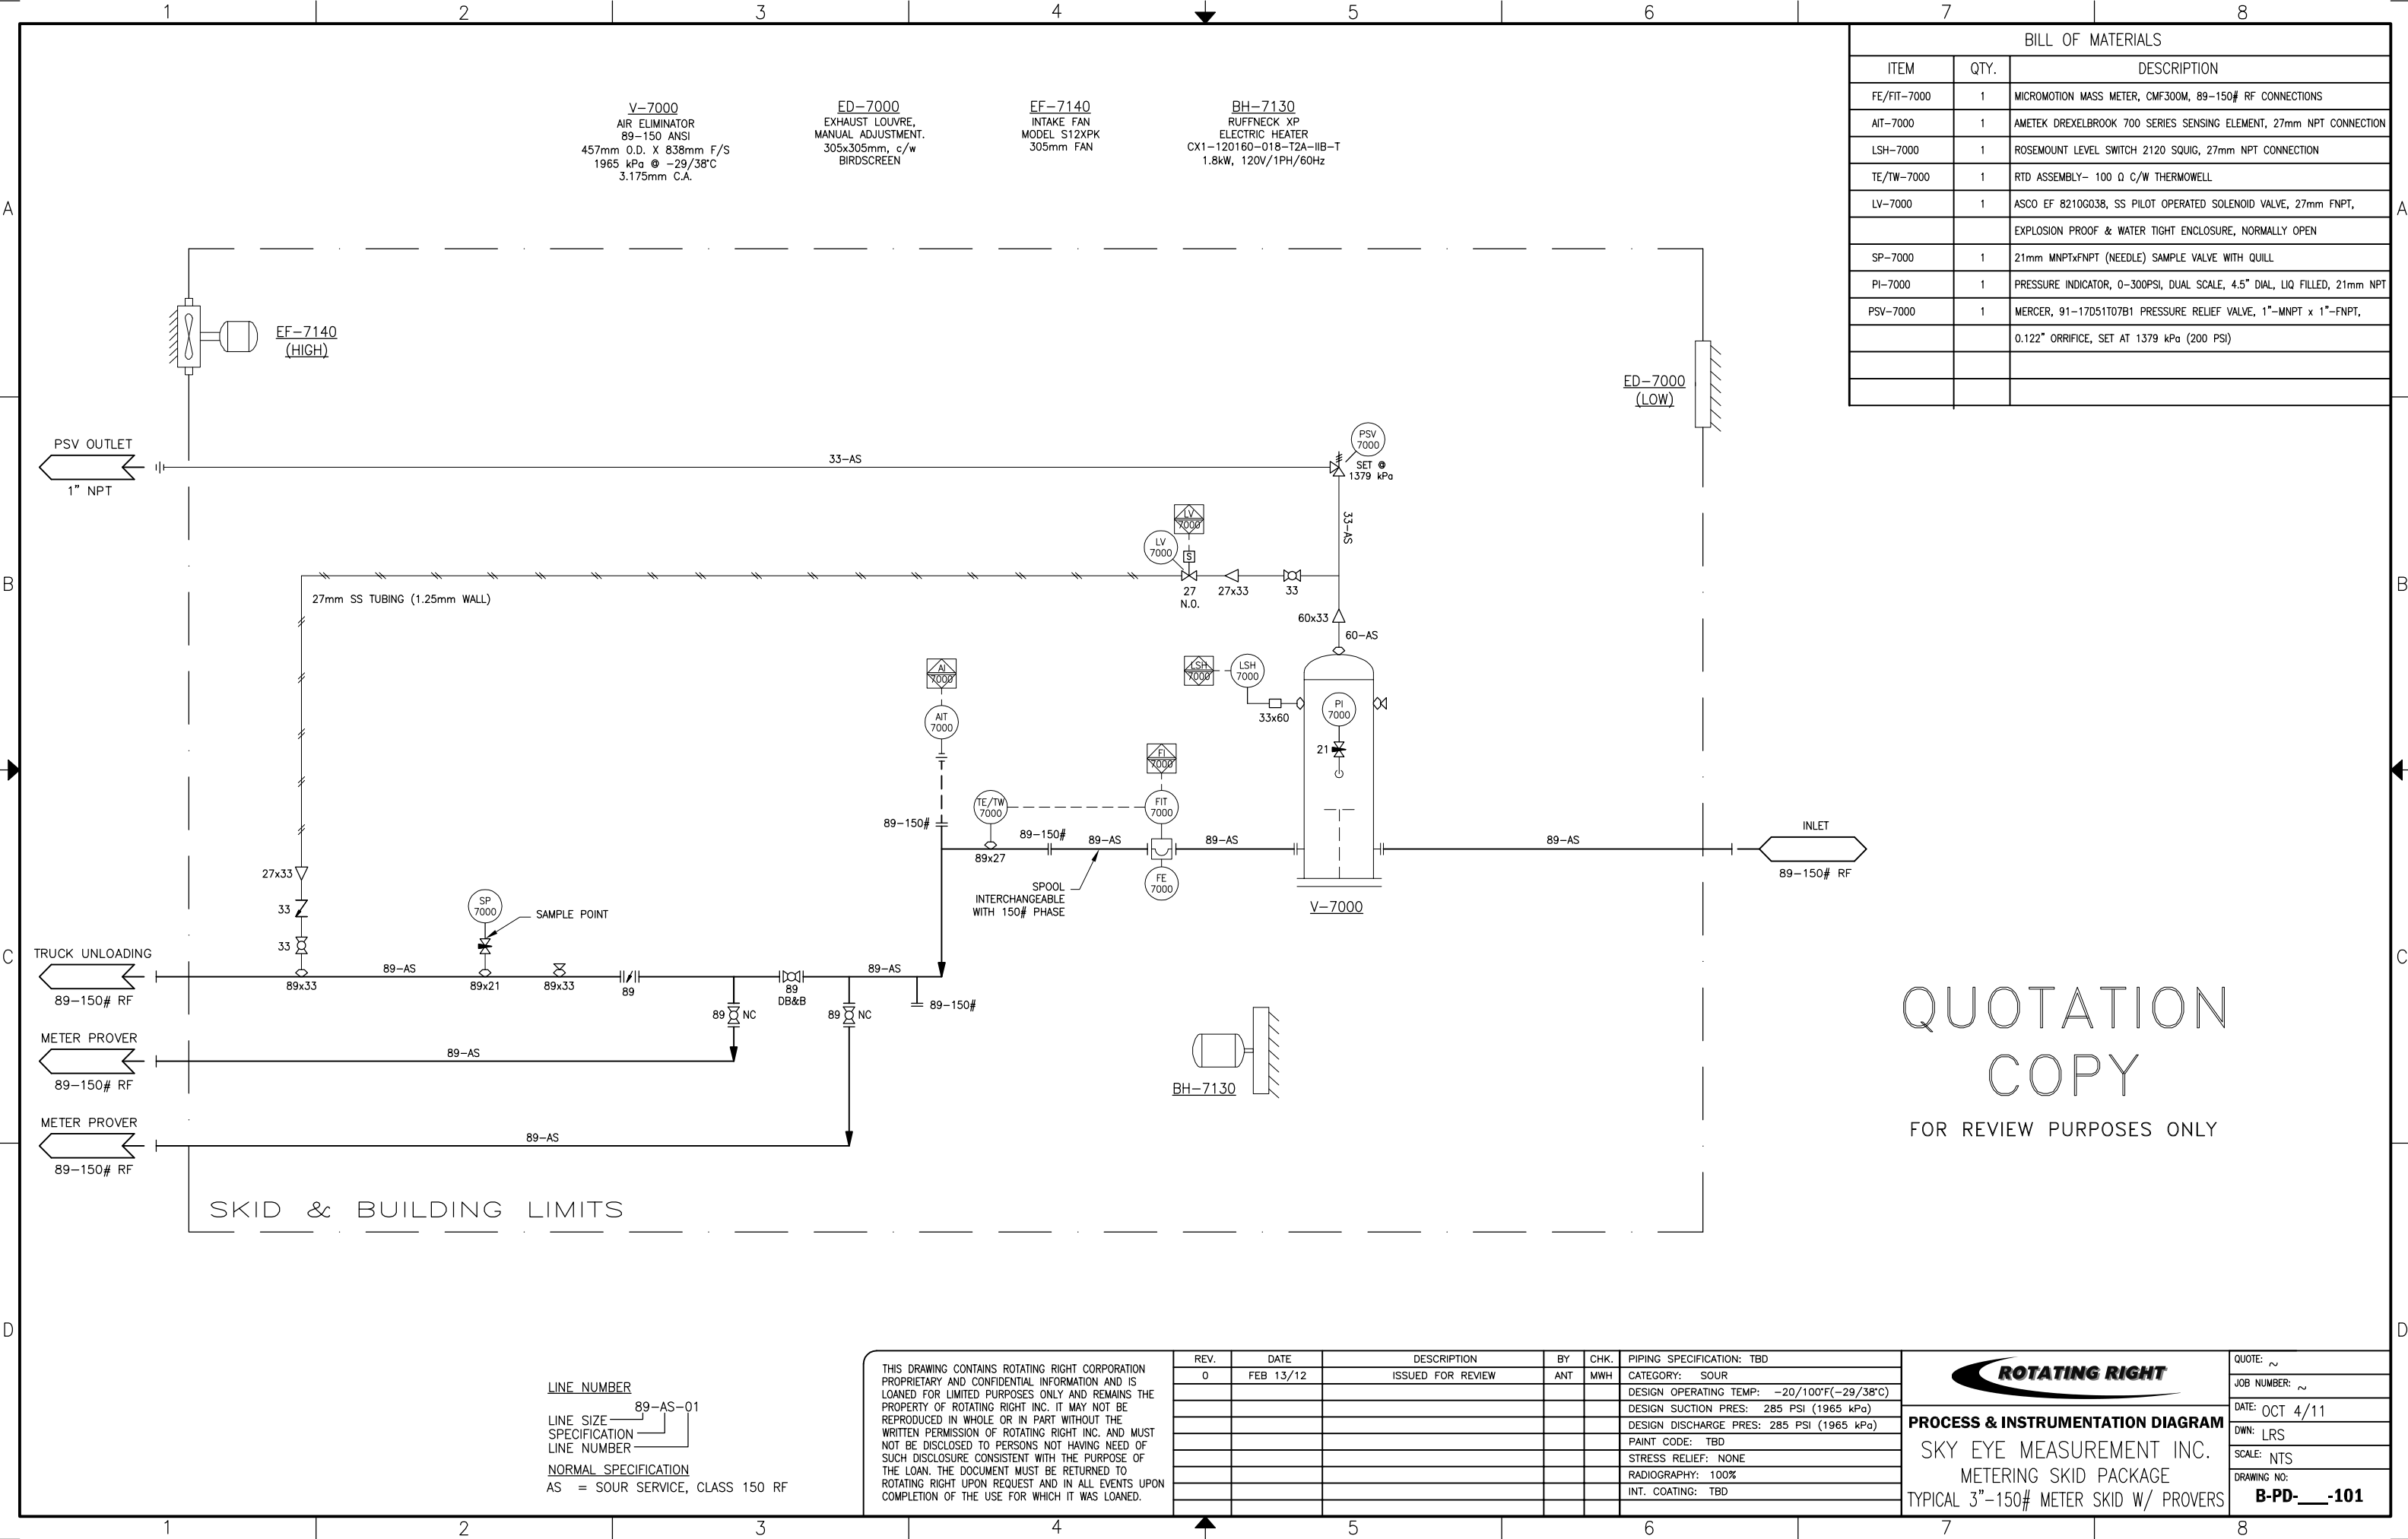 1 2 3 4 5 6 7 8
BILL OF MATERIALS
ITEM QTY. DESCRIPTION
FE/FIT-7000 1 MICROMOTION MASS METER, CMF300M, 89-150# RF CONNECTIONS
AIT-7000 1 AMETEK DREXELBROOK 700 SERIES SENSING ELEMENT, 27mm NPT CONNECTION
LSH-7000 1 ROSEMOUNT LEVEL SWITCH 2120 SQUIG, 27mm NPT CONNECTION
TE/TW-7000 1 RTD ASSEMBLY- 100 Ω C/W THERMOWELL
LV-7000 1 ASCO EF 8210G038, SS PILOT OPERATED SOLENOID VALVE, 27mm FNPT,
EXPLOSION PROOF & WATER TIGHT ENCLOSURE, NORMALLY OPEN
SP-7000 1 21mm MNPTxFNPT (NEEDLE) SAMPLE VALVE WITH QUILL
PI-7000 1 PRESSURE INDICATOR, 0-300PSI, DUAL SCALE, 4.5" DIAL, LIQ FILLED, 21mm NPT
PSV-7000 1 MERCER, 91-17D51T07B1 PRESSURE RELIEF VALVE, 1"-MNPT x 1"-FNPT,
0.122" ORRIFICE, SET AT 1379 kPa (200 PSI)
V-7000
AIR ELIMINATOR
89-150 ANSI
457mm O.D. X 838mm F/S
1965 kPa @ -29/38°C
3.175mm C.A.
ED-7000
EXHAUST LOUVRE,
MANUAL ADJUSTMENT.
305x305mm, c/w
BIRDSCREEN
EF-7140
INTAKE FAN
MODEL S12XPK
305mm FAN
BH-7130
RUFFNECK XP
ELECTRIC HEATER
CX1-120160-018-T2A-IIB-T
1.8kW, 120V/1PH/60Hz
A
A
EF-7140
(HIGH)
ED-7000
(LOW)
PSV OUTLET
1" NPT
33-AS
PSV
7000
SET @
1379 kPa
33-AS
LV
7000
LV
7000
S
27
N.O.
27x33
33
B
B
27mm SS TUBING (1.25mm WALL)
60x33
60-AS
AI
7000
AIT
7000
LSH
7000
LSH
7000
33x60
PI
7000
21
FI
7000
TE/TW
7000
FIT
7000
89-150#
89-150#
89-AS
89-AS
89-AS
INLET
89-150# RF
89x27
FE
7000
SPOOL
INTERCHANGEABLE
WITH 150# PHASE
V-7000
27x33
33
33
SP
7000
SAMPLE POINT
C
C
TRUCK UNLOADING
89-150# RF
89x33
89-AS
89x21
89x33
89
89
DB&B
89-AS
89-150#
89 NC
89 NC
METER PROVER
89-150# RF
89-AS
METER PROVER
89-150# RF
89-AS
BH-7130
QUOTATION
COPY
FOR REVIEW PURPOSES ONLY
SKID & BUILDING LIMITS
D
D
LINE NUMBER
89-AS-01
LINE SIZE
SPECIFICATION
LINE NUMBER
NORMAL SPECIFICATION
AS = SOUR SERVICE, CLASS 150 RF
THIS DRAWING CONTAINS ROTATING RIGHT CORPORATION
PROPRIETARY AND CONFIDENTIAL INFORMATION AND IS
LOANED FOR LIMITED PURPOSES ONLY AND REMAINS THE
PROPERTY OF ROTATING RIGHT INC. IT MAY NOT BE
REPRODUCED IN WHOLE OR IN PART WITHOUT THE
WRITTEN PERMISSION OF ROTATING RIGHT INC. AND MUST
NOT BE DISCLOSED TO PERSONS NOT HAVING NEED OF
SUCH DISCLOSURE CONSISTENT WITH THE PURPOSE OF
THE LOAN. THE DOCUMENT MUST BE RETURNED TO
ROTATING RIGHT UPON REQUEST AND IN ALL EVENTS UPON
COMPLETION OF THE USE FOR WHICH IT WAS LOANED.
REV. DATE DESCRIPTION BY CHK.
0 FEB 13/12 ISSUED FOR REVIEW ANT MWH
PIPING SPECIFICATION: TBD
CATEGORY: SOUR
DESIGN OPERATING TEMP: -20/100°F(-29/38°C)
DESIGN SUCTION PRES: 285 PSI (1965 kPa)
DESIGN DISCHARGE PRES: 285 PSI (1965 kPa)
PAINT CODE: TBD
STRESS RELIEF: NONE
RADIOGRAPHY: 100%
INT. COATING: TBD
ROTATING RIGHT
PROCESS & INSTRUMENTATION DIAGRAM
SKY EYE MEASUREMENT INC.
METERING SKID PACKAGE
TYPICAL 3"-150# METER SKID W/ PROVERS
QUOTE: ~
JOB NUMBER: ~
DATE: OCT 4/11
DWN: LRS
SCALE: NTS
DRAWING NO:
B-PD-___-101
1 2 3 4 5 6 7 8